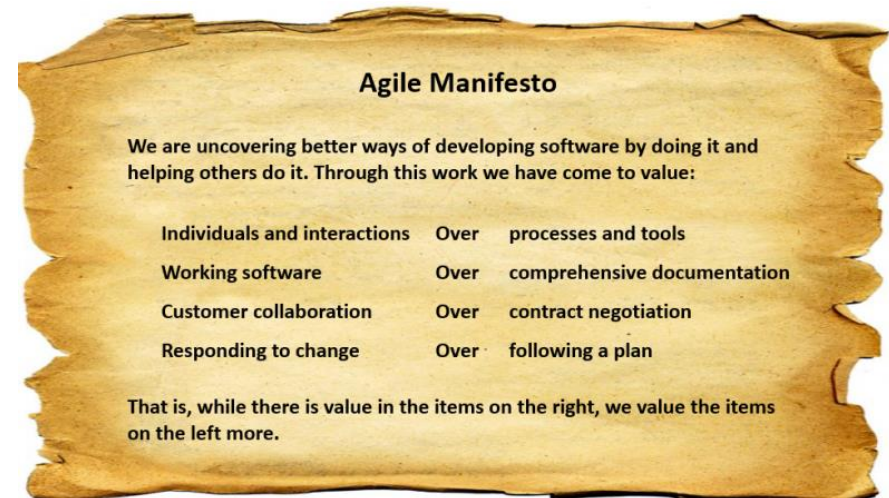 Agile Manifesto
We are uncovering better ways of developing software by doing it and
helping others do it. Through this work we have come to value:
Individuals and interactions Over processes and tools
Working software Over comprehensive documentation
Customer collaboration Over contract negotiation
Responding to change Over following a plan
That is, while there is value in the items on the right, we value the items
on the left more.